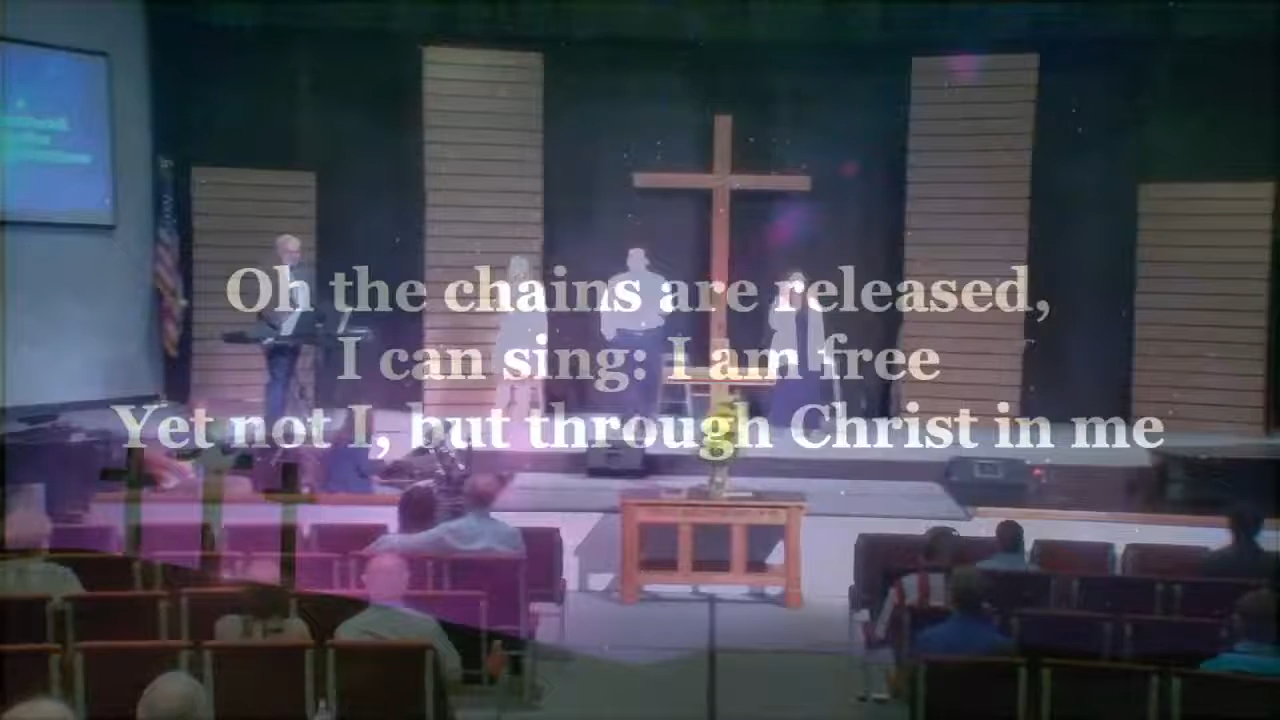 Oh the chains are released,
I can sing: I am free
Yet not I, but through Christ in me